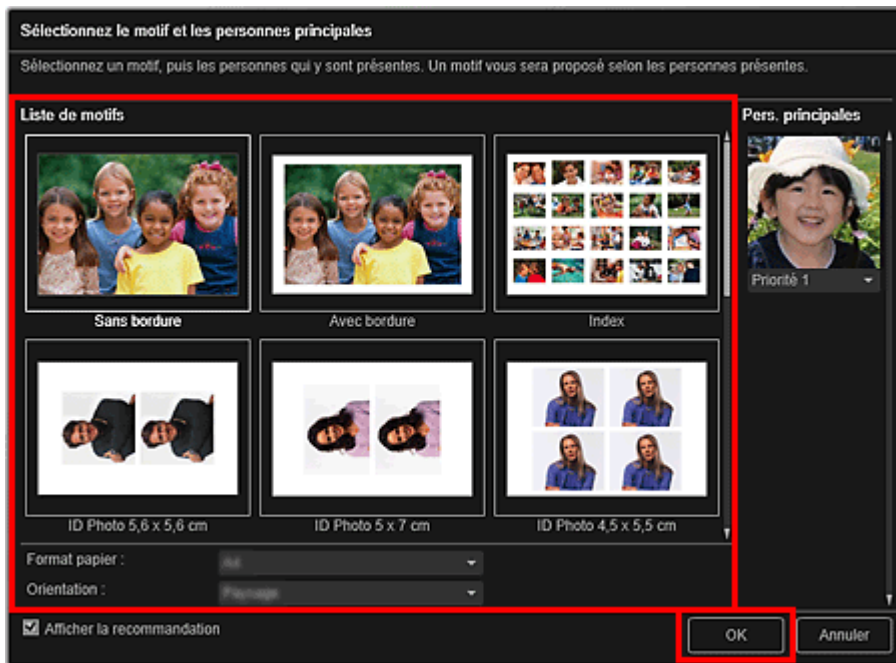 Sélectionnez le motif et les personnes principales
Sélectionnez un motif, puis les personnes qui y sont présentes. Un motif vous sera proposé selon les personnes présentes.
Liste de motifs
Pers. principales
Sans bordure
Avec bordure
Index
Priorité 1
ID Photo 5,6 x 5,6 cm
ID Photo 5 x 7 cm
ID Photo 4,5 x 5,5 cm
Format papier :
A4
Orientation :
Paysage
Afficher la recommandation
OK
Annuler